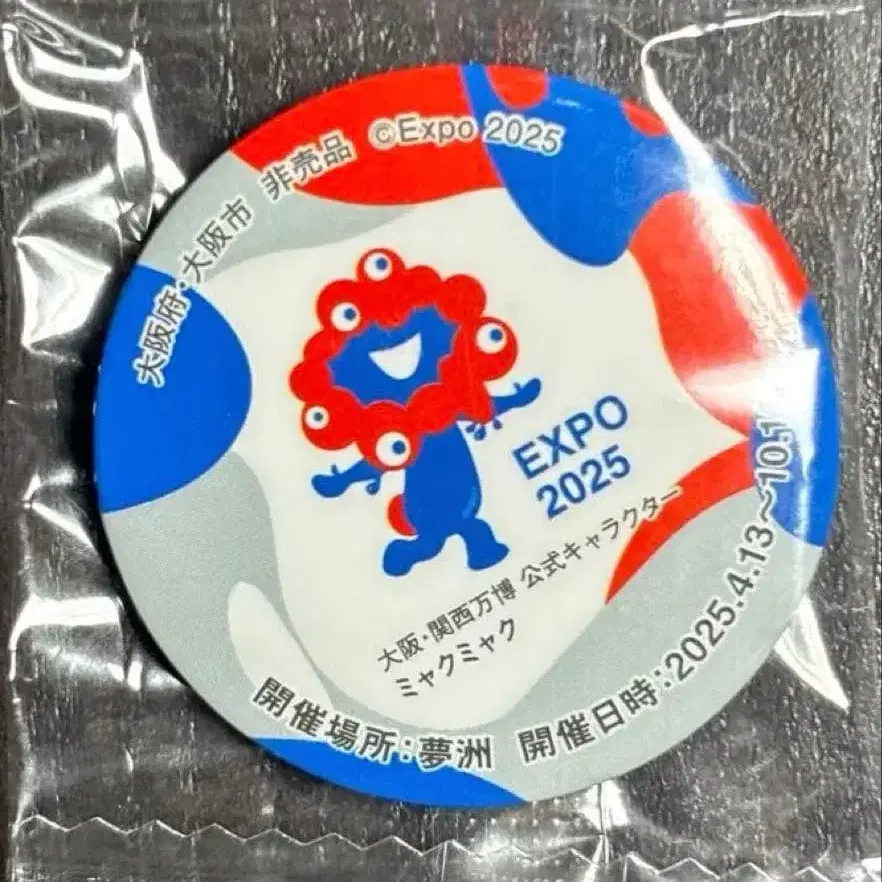 大阪府・大阪市 非売品 ©Expo 2025
EXPO
2025
大阪・関西万博 公式キャラクター
ミャクミャク
開催場所:夢洲 開催日時:2025.4.13~10.1